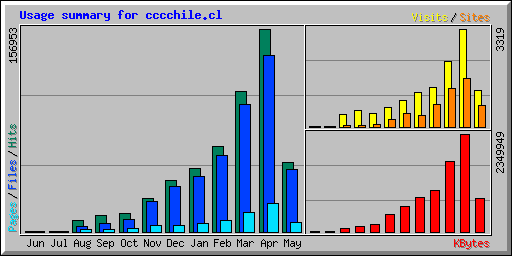 Usage summary for cccchile.cl
Visits/Sites
156953
3319
Pages/Files/Hits
2349949
Jun Jul Aug Sep Oct Nov Dec Jan Feb Mar Apr May
KBytes